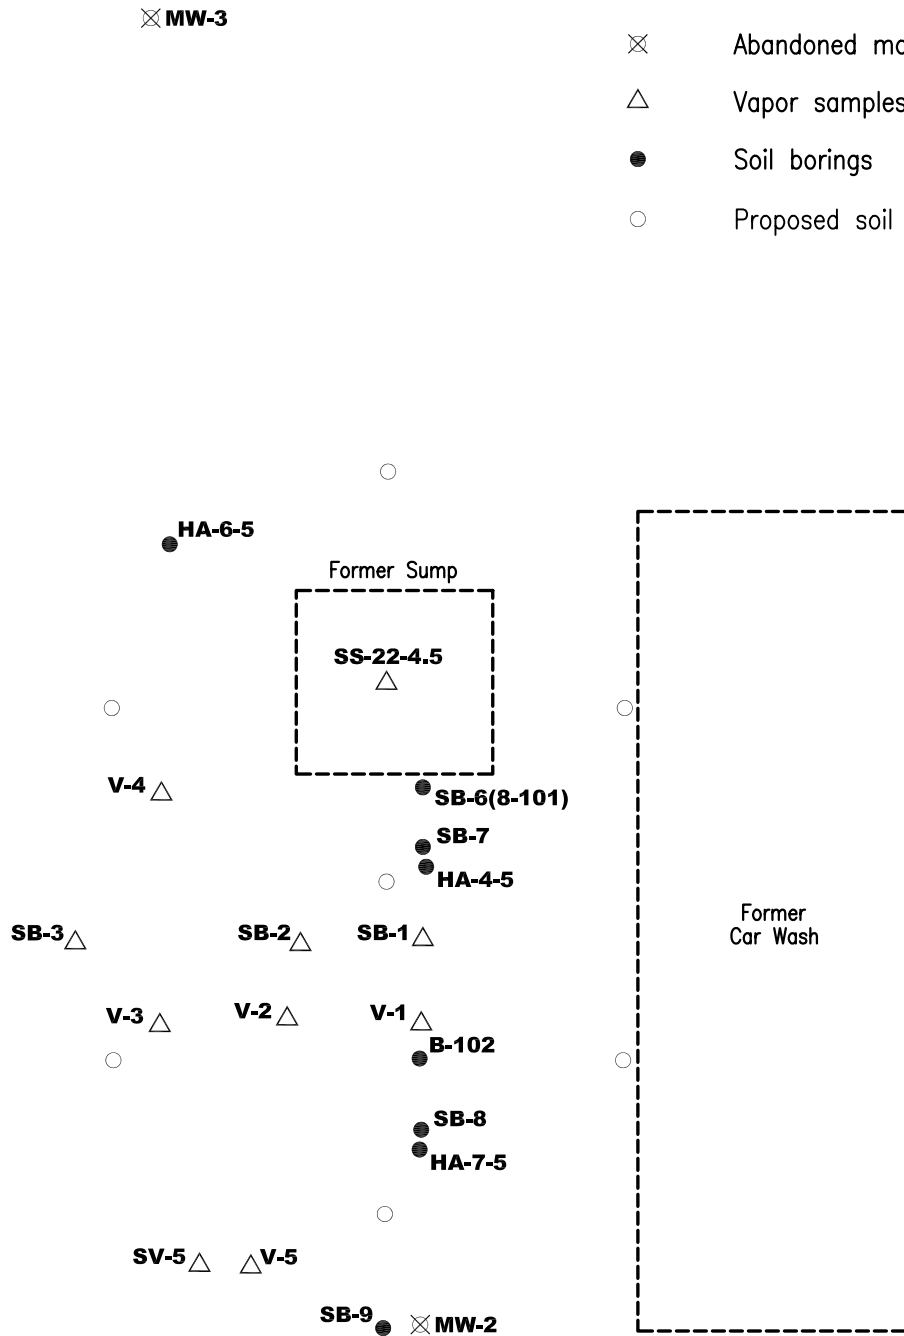 MW-3
Abandoned
Vapor samples
Soil borings
Proposed soil
HA-6-5
Former Sump
SS-22-4.5
V-4
SB-6(8-101)
SB-7
HA-4-5
SB-3
SB-2
SB-1
Former
Car Wash
V-3
V-2
V-1
B-102
SB-8
HA-7-5
SV-5
V-5
SB-9
MW-2